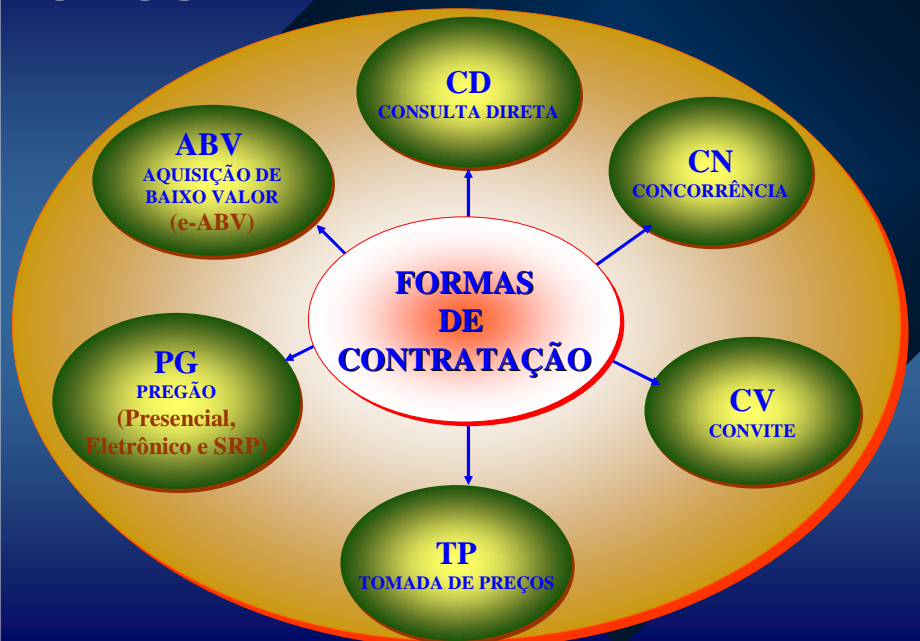 FORMAS
DE
CONTRATAÇÃO
CD
CONSULTA DIRETA
CN
CONCORRÊNCIA
CV
CONVITE
TP
TOMADA DE PREÇOS
PG
PREGÃO
(Presencial,
Eletrônico e SRP)
ABV
AQUISIÇÃO DE
BAIXO VALOR
(e-ABV)